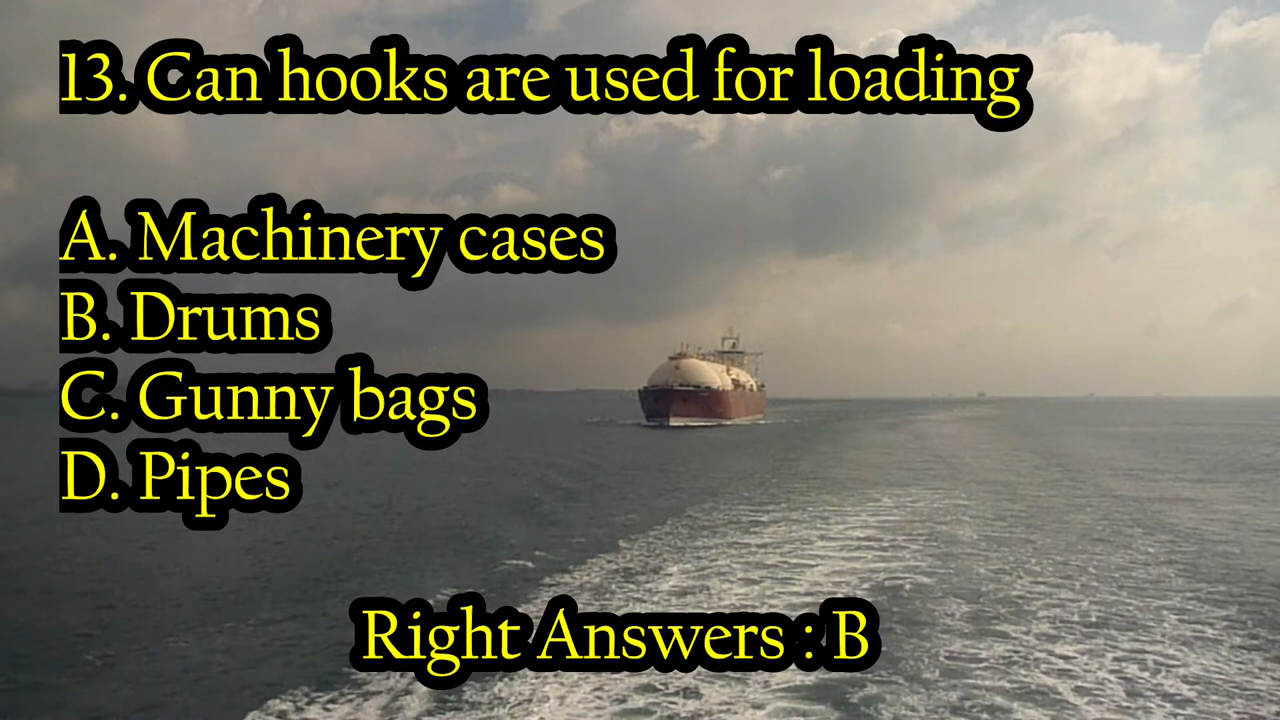 13. Can hooks are used for loading
A. Machinery cases
B. Drums
C. Gunny bags
D. Pipes
Right Answers : B